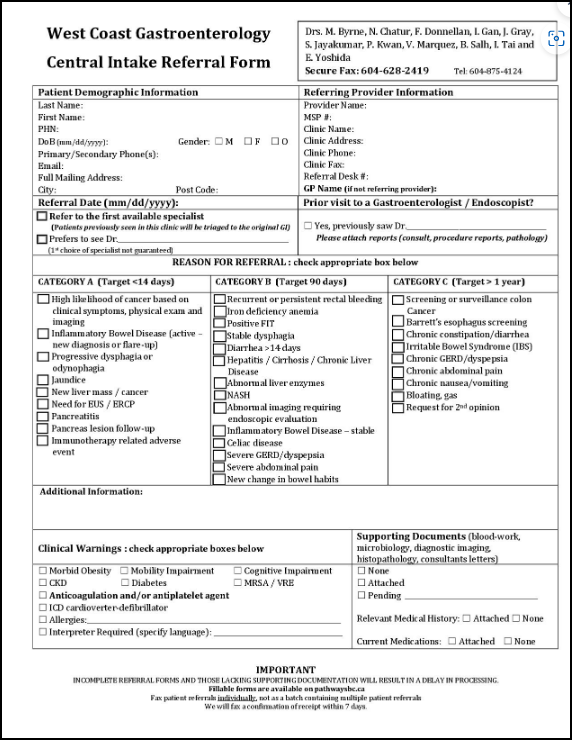 West Coast Gastroenterology
Central Intake Referral Form
Drs. M. Byrne, N. Chatur, F. Donnellan, I. Gan, J. Gray,
S. Jayakumar, P. Kwan, V. Marquez, B. Salh, I. Tai and
E. Yoshida
Secure Fax: 604-628-2419 Tel: 604-875-4124
Patient Demographic Information
Last Name:
First Name:
PHN:
DoB (mm/dd/yyyy): Gender: ☐ M ☐ F ☐ O
Primary/Secondary Phone(s):
Email:
Full Mailing Address:
City: Post Code:
Referring Provider Information
Provider Name:
MSP #:
Clinic Name:
Clinic Address:
Clinic Phone:
Clinic Fax:
Referral Desk #:
GP Name (if not referring provider):
Referral Date (mm/dd/yyyy):
☐ Refer to the first available specialist
(Patients previously seen in this clinic will be triaged to the original GI)
☐ Prefers to see Dr.
(1st choice of specialist not guaranteed)
Prior visit to a Gastroenterologist / Endoscopist?
☐ Yes, previously saw Dr.
Please attach reports (consult, procedure reports, pathology)
REASON FOR REFERRAL : check appropriate box below
CATEGORY A (Target <14 days)
☐ High likelihood of cancer based on
clinical symptoms, physical exam and
imaging
☐ Inflammatory Bowel Disease (active –
new diagnosis or flare-up)
☐ Progressive dysphagia or
odynophagia
☐ Jaundice
☐ New liver mass / cancer
☐ Need for EUS / ERCP
☐ Pancreatitis
☐ Pancreas lesion follow-up
☐ Immunotherapy related adverse
event
CATEGORY B (Target 90 days)
☐ Recurrent or persistent rectal bleeding
☐ Iron deficiency anemia
☐ Positive FIT
☐ Stable dysphagia
☐ Diarrhea >14 days
☐ Hepatitis / Cirrhosis / Chronic Liver
Disease
☐ Abnormal liver enzymes
☐ NASH
☐ Abnormal imaging requiring
endoscopic evaluation
☐ Inflammatory Bowel Disease – stable
☐ Celiac disease
☐ Severe GERD/dyspepsia
☐ Severe abdominal pain
☐ New change in bowel habits
CATEGORY C (Target > 1 year)
☐ Screening or surveillance colon
Cancer
☐ Barrett's esophagus screening
☐ Chronic constipation/diarrhea
☐ Irritable Bowel Syndrome (IBS)
☐ Chronic GERD/dyspepsia
☐ Chronic abdominal pain
☐ Chronic nausea/vomiting
☐ Bloating, gas
☐ Request for 2nd opinion
Additional Information:
Clinical Warnings : check appropriate boxes below
☐ Morbid Obesity ☐ Mobility Impairment ☐ Cognitive Impairment
☐ CKD ☐ Diabetes ☐ MRSA / VRE
☐ Anticoagulation and/or antiplatelet agent
☐ ICD cardioverter-defibrillator
☐ Allergies:
☐ Interpreter Required (specify language):
Supporting Documents (blood-work,
microbiology, diagnostic imaging,
histopathology, consultants letters)
☐ None
☐ Attached
☐ Pending
Relevant Medical History: ☐ Attached ☐ None
Current Medications: ☐ Attached ☐ None
IMPORTANT
INCOMPLETE REFERRAL FORMS AND THOSE LACKING SUPPORTING DOCUMENTATION WILL RESULT IN A DELAY IN PROCESSING.
Fillable forms are available on pathwaysbc.ca
Fax patient referrals individually, not as a batch containing multiple patient referrals
We will fax a confirmation of receipt within 7 days.